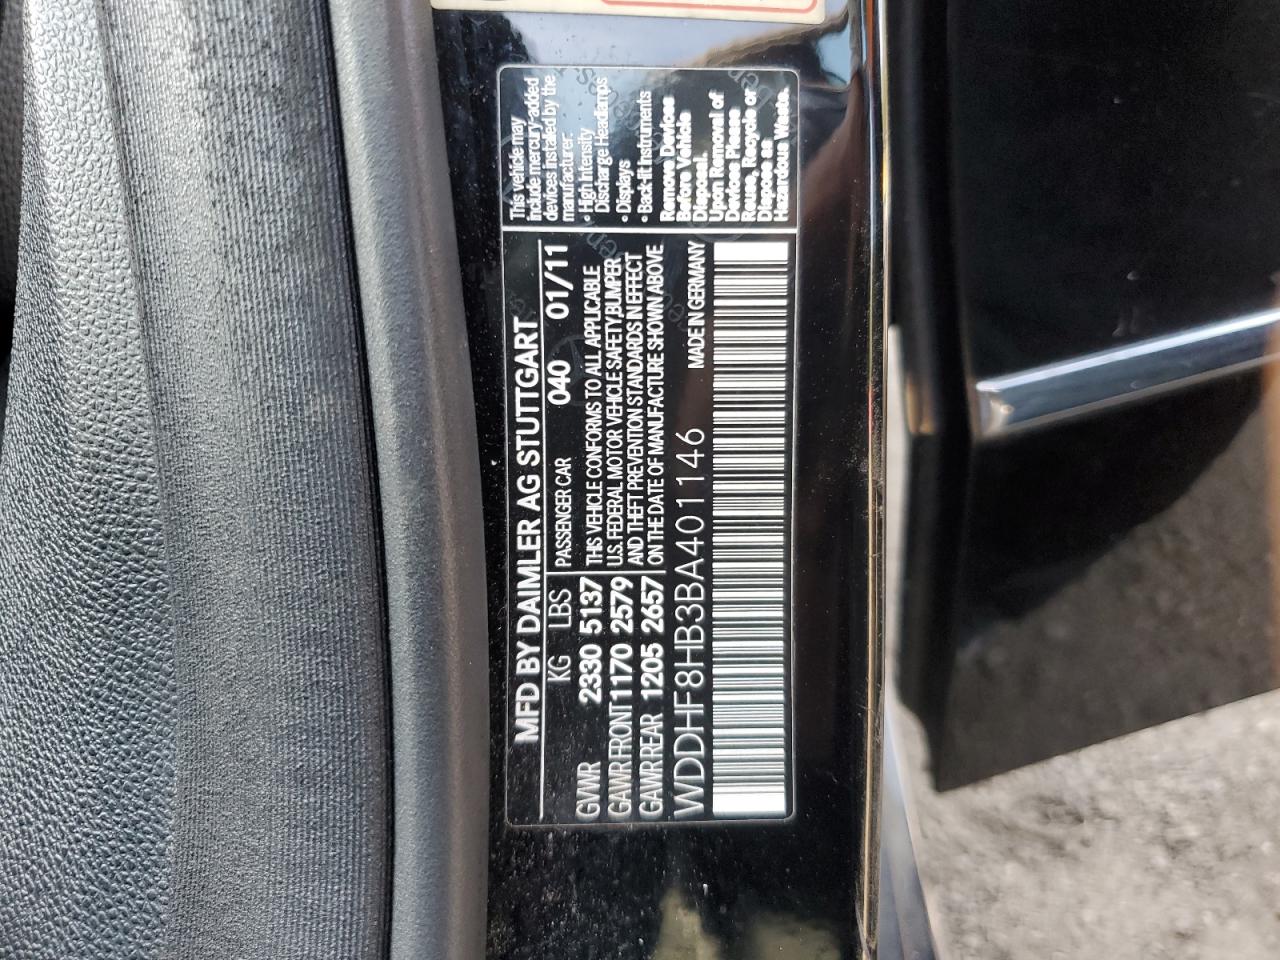 MFD BY DAIMLER AG STUTTGART
KG LBS
GVWR 2330 5137
GAWR FRONT 1170 2579
GAWR REAR 1205 2657
PASSENGER CAR 040 01/11
THIS VEHICLE CONFORMS TO ALL APPLICABLE
U.S. FEDERAL MOTOR VEHICLE SAFETY, BUMPER
AND THEFT PREVENTION STANDARDS IN EFFECT
ON THE DATE OF MANUFACTURE SHOWN ABOVE
WDDHF8HB3BA401146 MADE IN GERMANY
This vehicle may
include mercury-added
devices installed by the
manufacturer:
• High Intensity
Discharge Headlamps
• Displays
• Back-lit Instruments
Remove Devices
Before Vehicle
Disposal.
Upon Removal of
Devices Please
Reuse, Recycle or
Dispose as
Hazardous Waste.